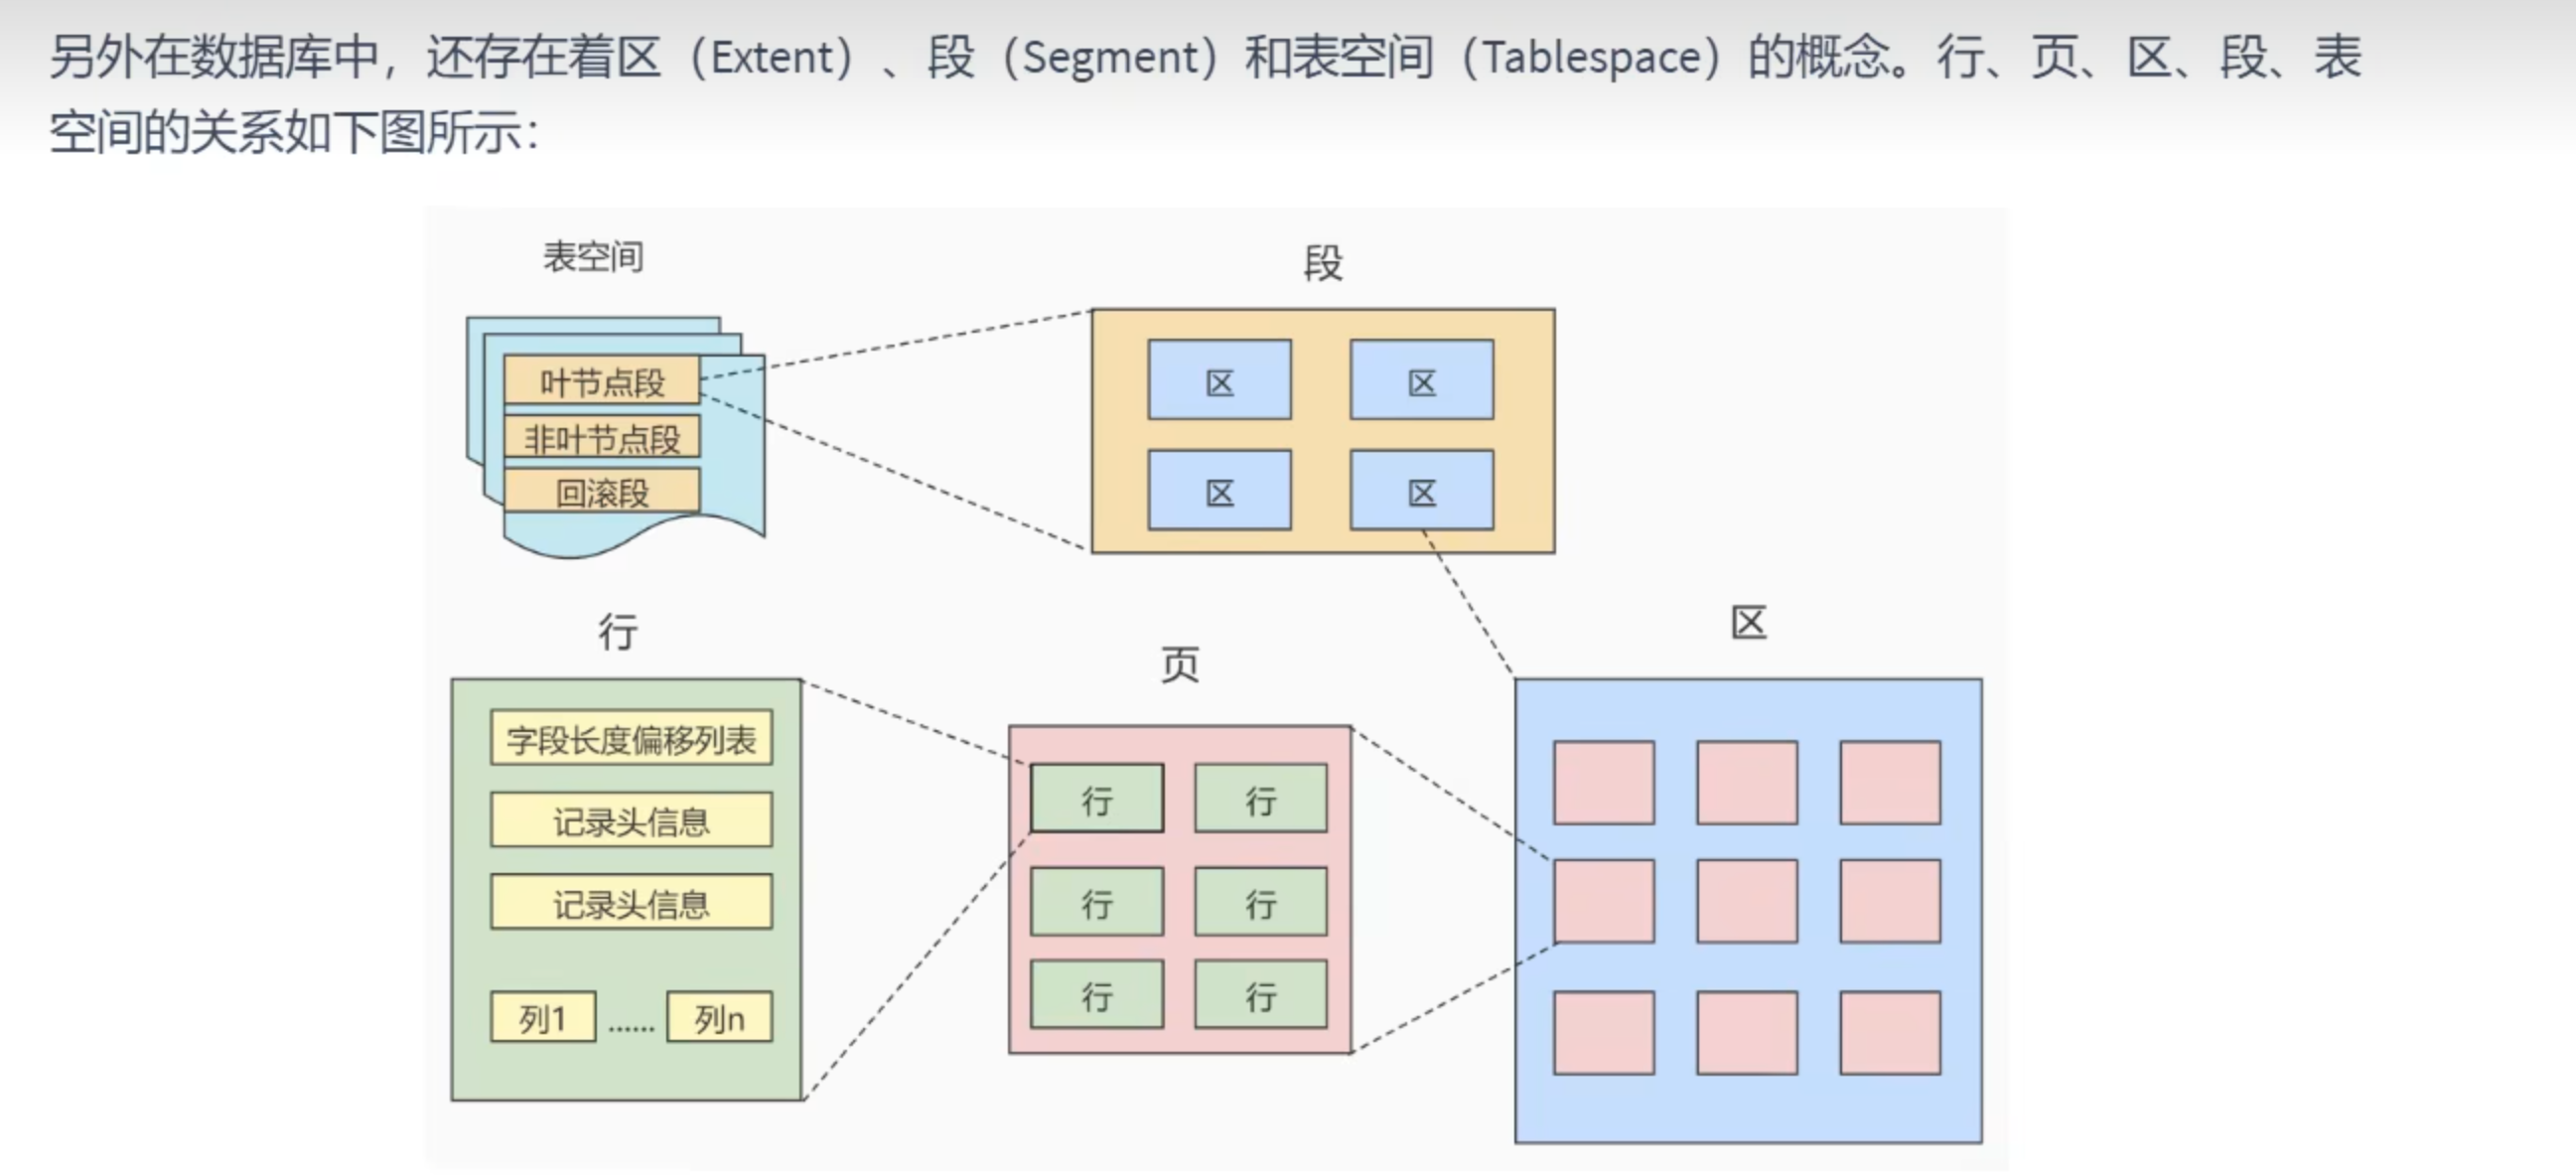 另外在数据库中，还存在着区（Extent）、段（Segment）和表空间（Tablespace）的概念。行、页、区、段、表
空间的关系如下图所示：
表空间
段
叶节点段
非叶节点段
回滚段
区
区
区
区
行
页
区
字段长度偏移列表
记录头信息
记录头信息
列1
......
列n
行
行
行
行
行
行